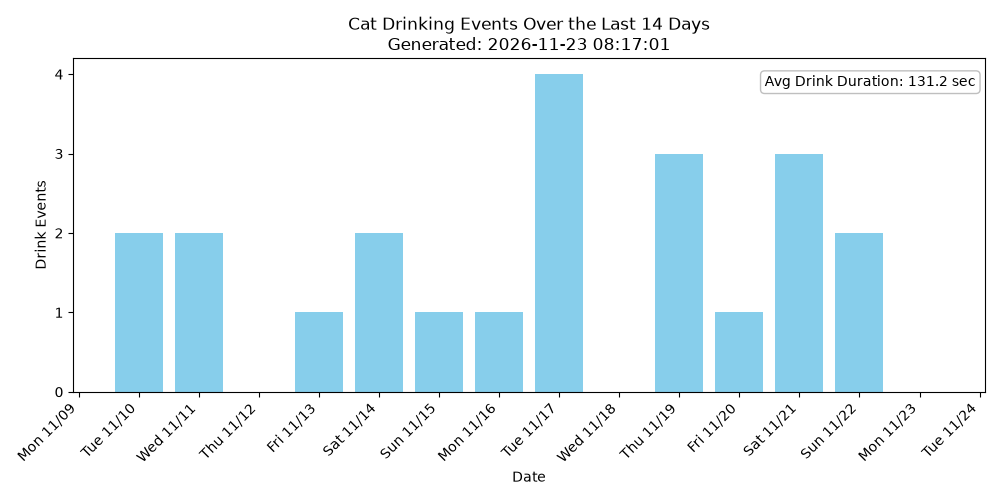 Cat Drinking Events Over the Last 14 Days
Generated: 2026-11-23 08:17:01
Avg Drink Duration: 131.2 sec
Drink Events
4
3
2
1
0
Mon 11/09
Tue 11/10
Wed 11/11
Thu 11/12
Fri 11/13
Sat 11/14
Sun 11/15
Mon 11/16
Tue 11/17
Wed 11/18
Thu 11/19
Fri 11/20
Sat 11/21
Sun 11/22
Mon 11/23
Tue 11/24
Date